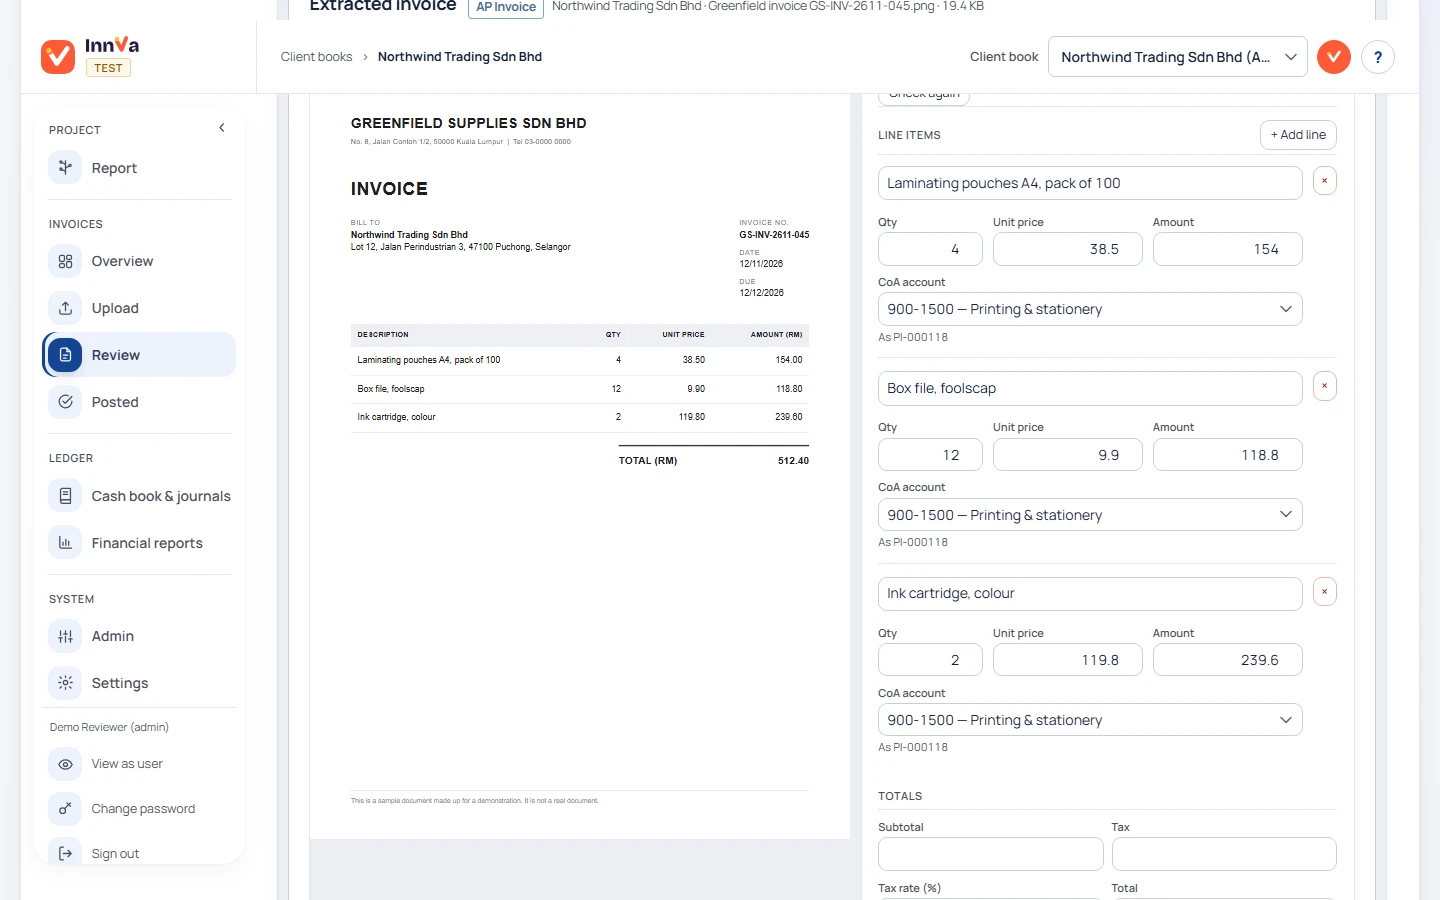 Extracted Invoice AP Invoice Northwind Trading Sdn Bhd · Greenfield invoice GS-INV-2611-045.png · 19.4 KB
InnVa
TEST
Client books › Northwind Trading Sdn Bhd
Client book Northwind Trading Sdn Bhd (A...
?
PROJECT
Report
INVOICES
Overview
Upload
Review
Posted
LEDGER
Cash book & journals
Financial reports
SYSTEM
Admin
Settings
Demo Reviewer (admin)
View as user
Change password
Sign out
GREENFIELD SUPPLIES SDN BHD
No. 8, Jalan Contoh 1/2, 50000 Kuala Lumpur | Tel 03-0000 0000
INVOICE
BILL TO
Northwind Trading Sdn Bhd
Lot 12, Jalan Perindustrian 3, 47100 Puchong, Selangor
INVOICE NO.
GS-INV-2611-045
DATE
12/11/2026
DUE
12/12/2026
DESCRIPTION QTY UNIT PRICE AMOUNT (RM)
Laminating pouches A4, pack of 100 4 38.50 154.00
Box file, foolscap 12 9.90 118.80
Ink cartridge, colour 2 119.80 239.60
TOTAL (RM) 512.40
This is a sample document made up for a demonstration. It is not a real document.
Check again
LINE ITEMS + Add line
Laminating pouches A4, pack of 100 ×
Qty Unit price Amount
4 38.5 154
CoA account
900-1500 — Printing & stationery
As PI-000118
Box file, foolscap ×
Qty Unit price Amount
12 9.9 118.8
CoA account
900-1500 — Printing & stationery
As PI-000118
Ink cartridge, colour ×
Qty Unit price Amount
2 119.8 239.6
CoA account
900-1500 — Printing & stationery
As PI-000118
TOTALS
Subtotal Tax
Tax rate (%) Total